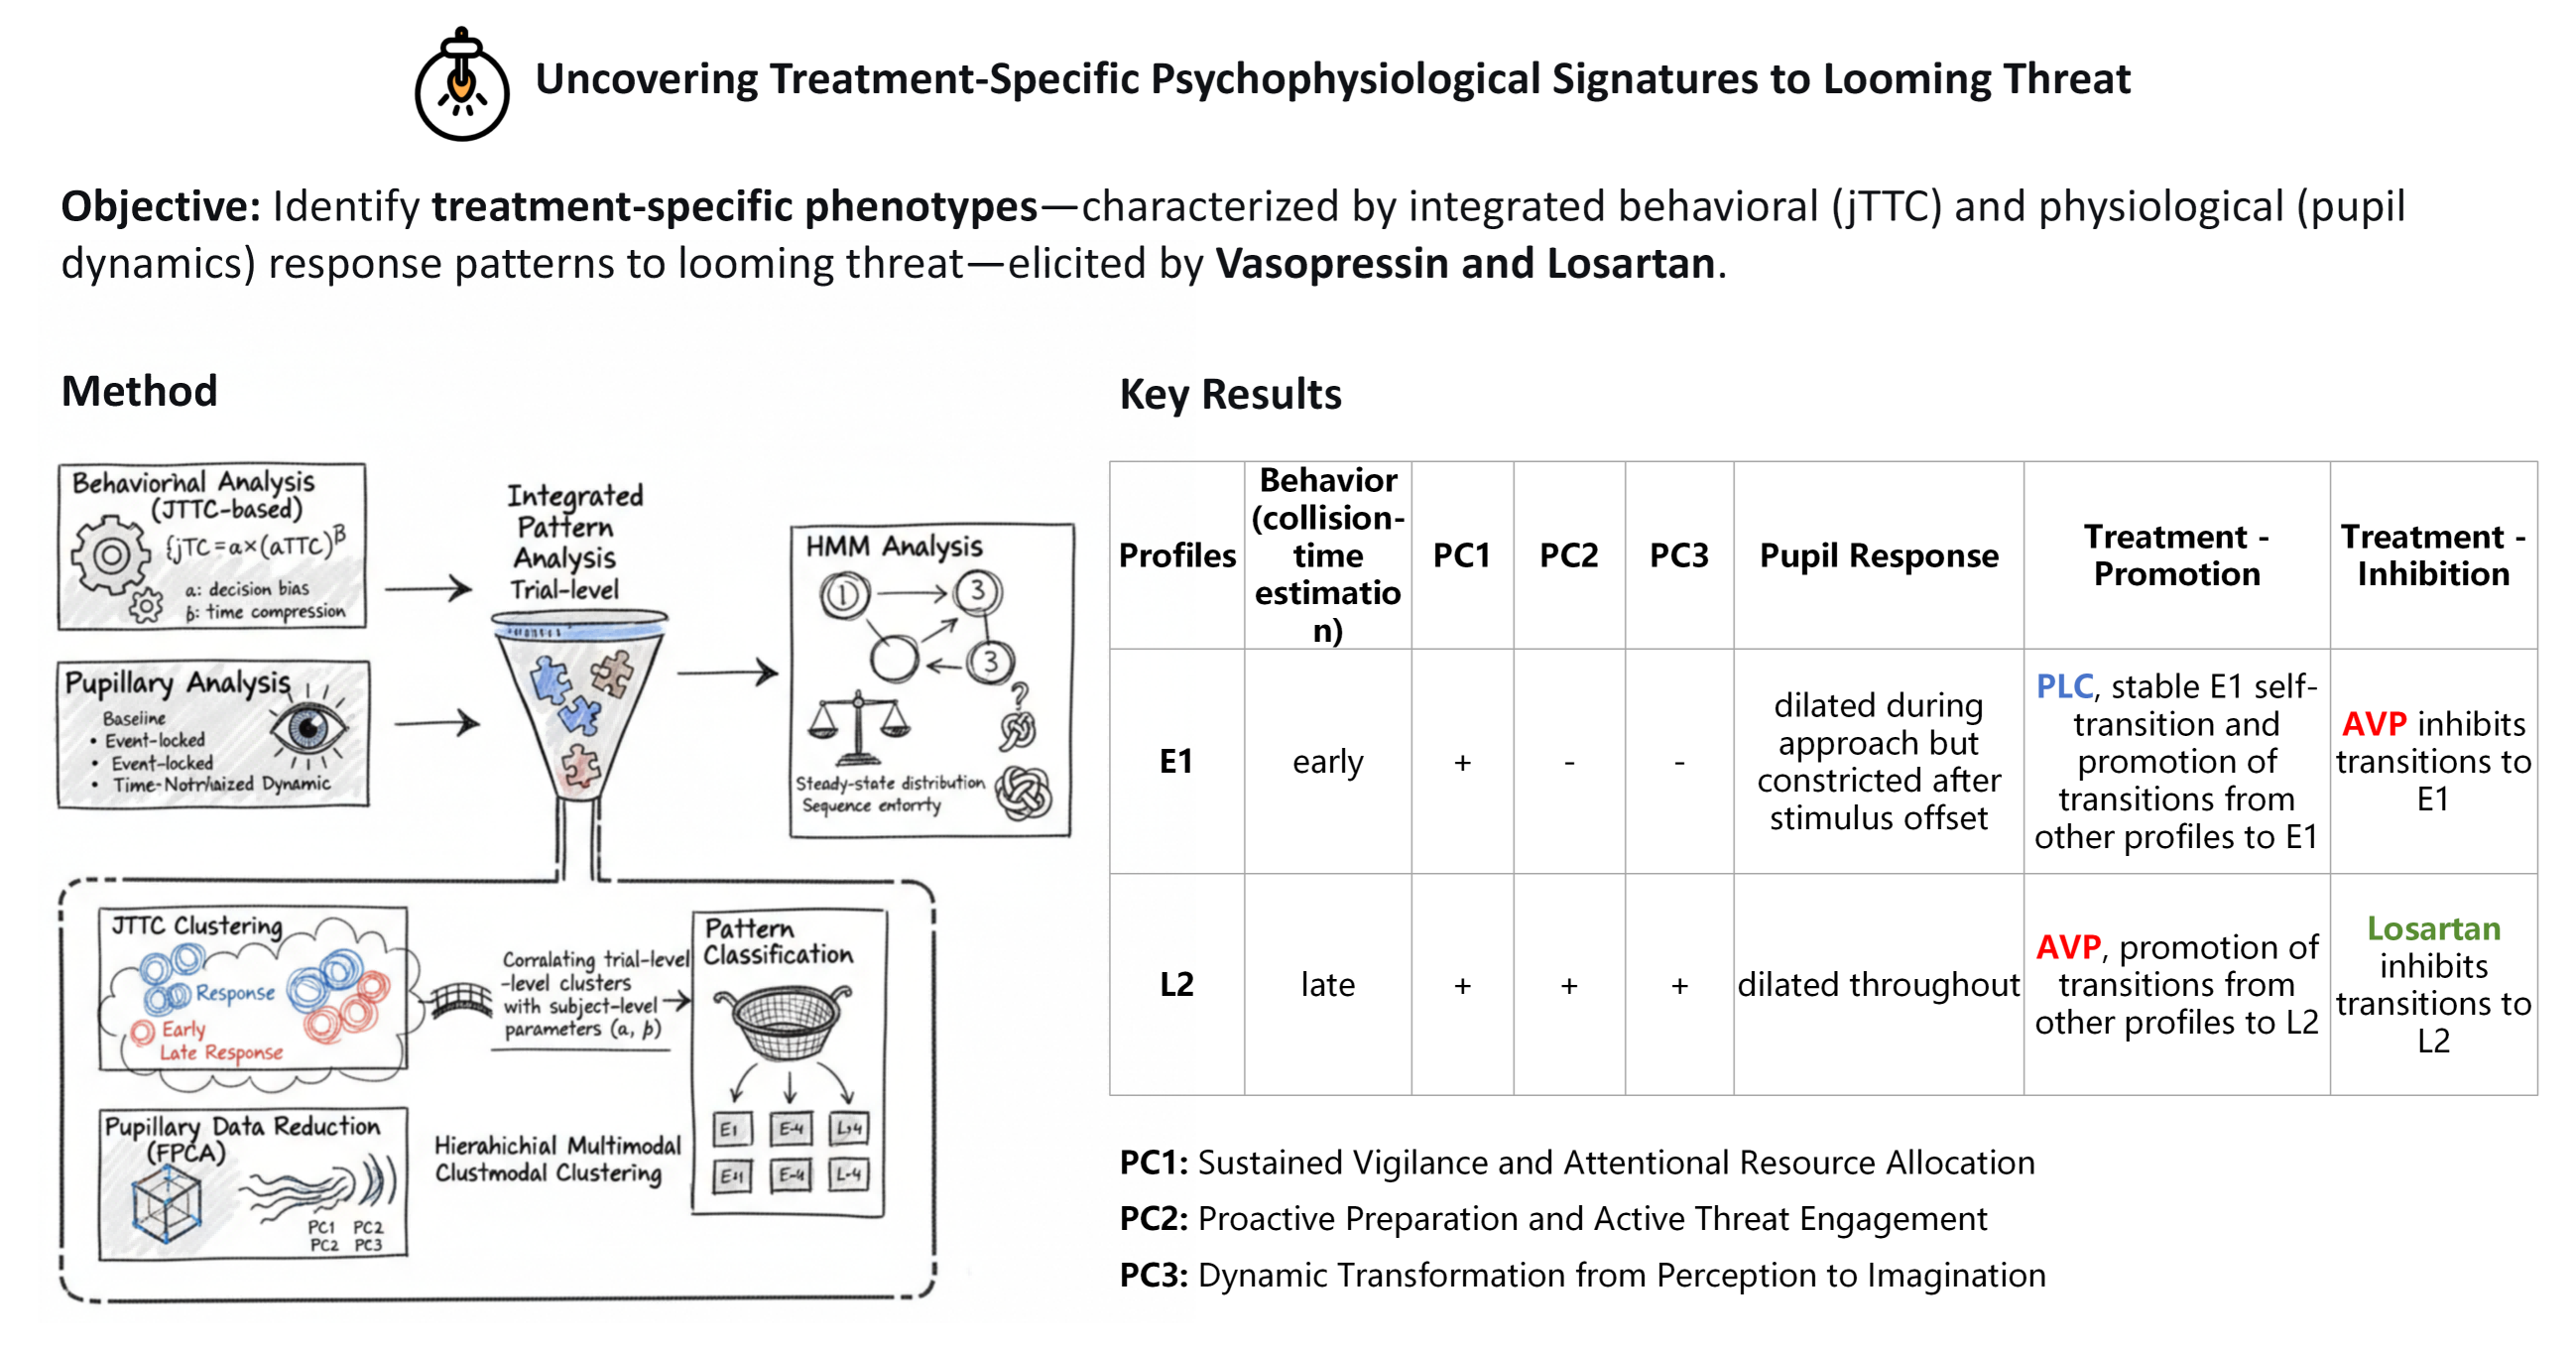 Uncovering Treatment-Specific Psychophysiological Signatures to Looming Threat
Objective: Identify treatment-specific phenotypes—characterized by integrated behavioral (jTTC) and physiological (pupil
dynamics) response patterns to looming threat—elicited by Vasopressin and Losartan.
Method
Behaviornal Analysis
(JTTC-based)
{jTC=a×(aTTC)^β
a: decision bias
b: time compression
Pupillary Analysis
Baseline
• Event-locked
• Event-locked
• Time-Notrhaized Dynamic
Integrated
Pattern
Analysis
Trial-level
HMM Analysis
1
3
3
?
Steady-state distribution
Sequence entorrty
JTTC Clustering
Response
Early
Late Response
Corralating trial-level
-level clusters
with subject-level
parameters (a, β)
Pattern
Classification
E1
E-4
L,4
E:1
E-4
L-4
Pupillary Data Reduction
(FPCA)
PC1 PC2
PC2 PC3
Hierahichial Multimodal
Clustmodal Clustering
Key Results
Profiles
Behavior
(collision-
time
estimatio
n)
PC1
PC2
PC3
Pupil Response
Treatment -
Promotion
Treatment -
Inhibition
E1
early
+
-
-
dilated during
approach but
constricted after
stimulus offset
PLC, stable E1 self-
transition and
promotion of
transitions from
other profiles to E1
AVP inhibits
transitions to
E1
L2
late
+
+
+
dilated throughout
AVP, promotion of
transitions from
other profiles to L2
Losartan
inhibits
transitions to
L2
PC1: Sustained Vigilance and Attentional Resource Allocation
PC2: Proactive Preparation and Active Threat Engagement
PC3: Dynamic Transformation from Perception to Imagination